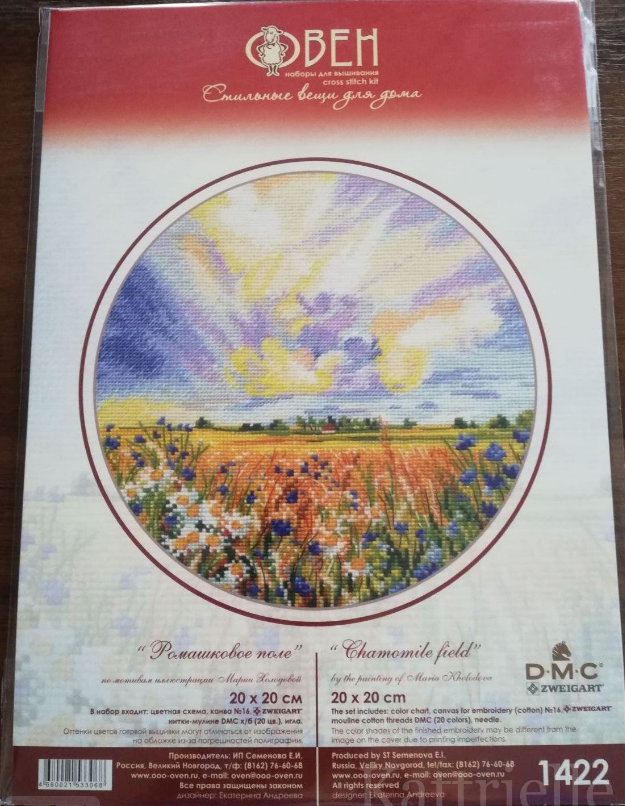 ОВЕН
наборы для вышивания
cross stitch kit
Стильные вещи для дома
"Ромашковое поле"
по мотивам иллюстрации Марии Холодовой
20 х 20 см
В набор входит: цветная схема, канва №16, ZWEIGART
нитки-мулине DMC х/б (20 цв.), игла.
Оттенки цветов готовой вышивки могут отличаться от изображения
на обложке из-за погрешностей полиграфии.
"Chamomile field"
by the painting of Maria Kholodova
20 x 20 cm
The set includes: color chart, canvas for embroidery (cotton) №16, ZWEIGART
mouline cotton threads DMC (20 colors), needle.
The color shades of the finished embroidery may be different from the
image on the cover due to printing imperfections.
D·M·C
ZWEIGART
Производитель: ИП Семенова Е.И.
Россия, Великий Новгород, т/ф: (8162) 76-60-68
www.ooo-oven.ru, e-mail: oven@ooo-oven.ru
Все права защищены законом
дизайнер: Екатерина Андреева
Produced by ST Semenova E.I.
Russia, Veliky Novgorod, tel/fax: (8162) 76-60-68
www.ooo-oven.ru, e-mail: oven@ooo-oven.ru
All rights reserved
designer: Ekaterina Andreeva
1422